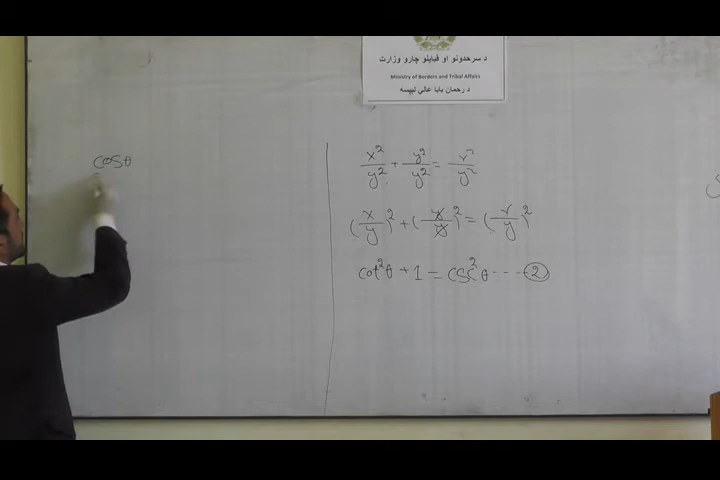 د سرحدونو او قبایلو چارو وزارت
Ministry of Borders and Tribal Affairs
د رحمان بابا عالي لېسه
cosθ
x²/y² + y²/y² = r²/y²
(x/y)² + (y/y)² = (r/y)²
cot²θ + 1 = csc²θ ---- ②